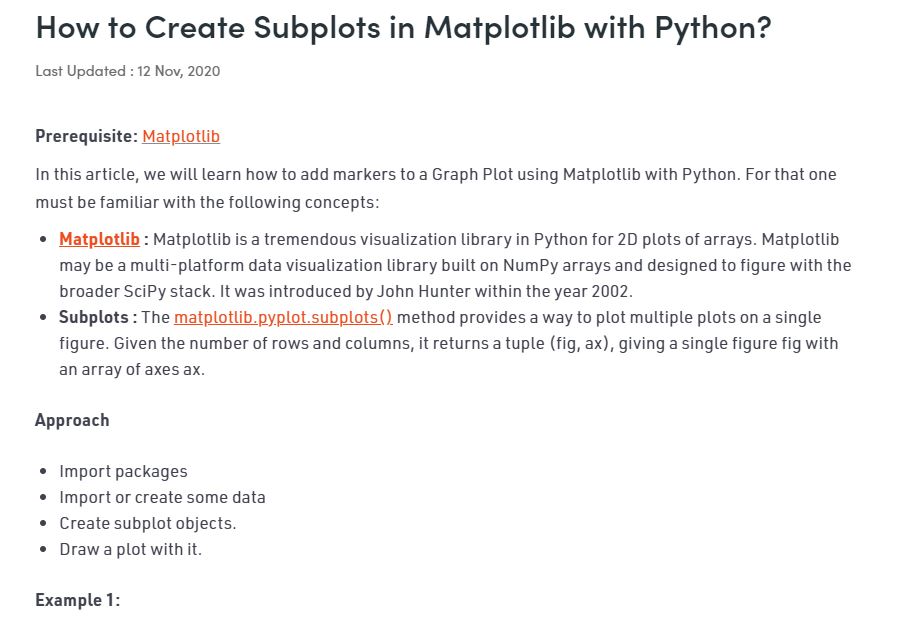 How to Create Subplots in Matplotlib with Python?
Last Updated : 12 Nov, 2020
Prerequisite: Matplotlib
In this article, we will learn how to add markers to a Graph Plot using Matplotlib with Python. For that one
must be familiar with the following concepts:
• Matplotlib : Matplotlib is a tremendous visualization library in Python for 2D plots of arrays. Matplotlib
may be a multi-platform data visualization library built on NumPy arrays and designed to figure with the
broader SciPy stack. It was introduced by John Hunter within the year 2002.
• Subplots : The matplotlib.pyplot.subplots() method provides a way to plot multiple plots on a single
figure. Given the number of rows and columns, it returns a tuple (fig, ax), giving a single figure fig with
an array of axes ax.
Approach
• Import packages
• Import or create some data
• Create subplot objects.
• Draw a plot with it.
Example 1: